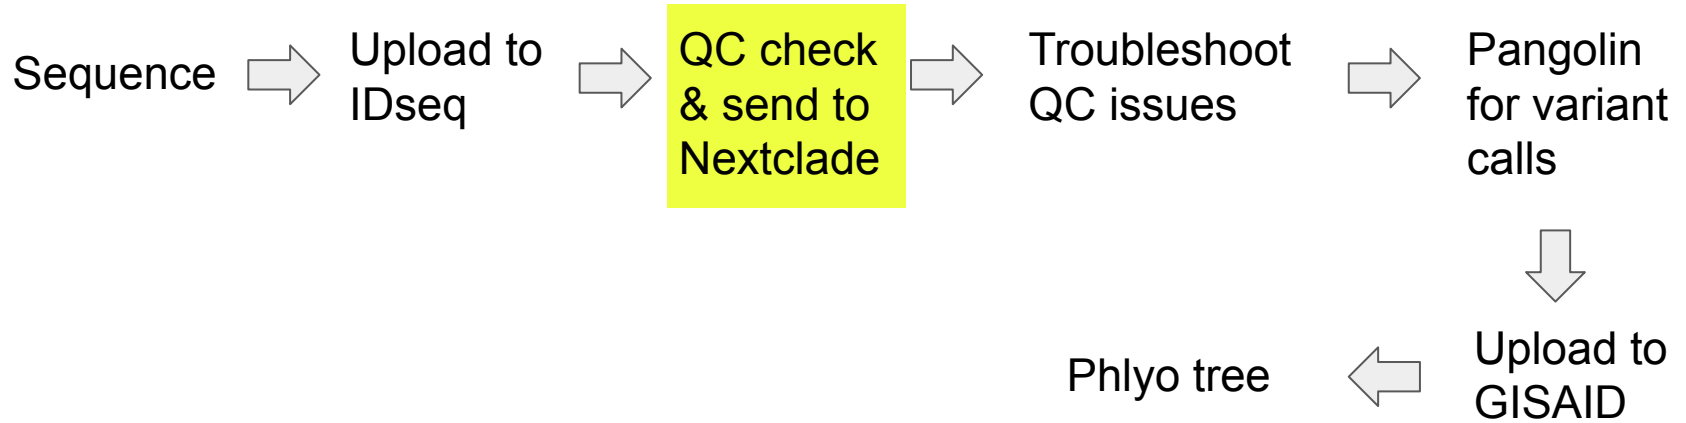 Sequence
Upload to
IDseq
QC check
& send to
Nextclade
Troubleshoot
QC issues
Pangolin
for variant
calls
Upload to
GISAID
Phlyo tree